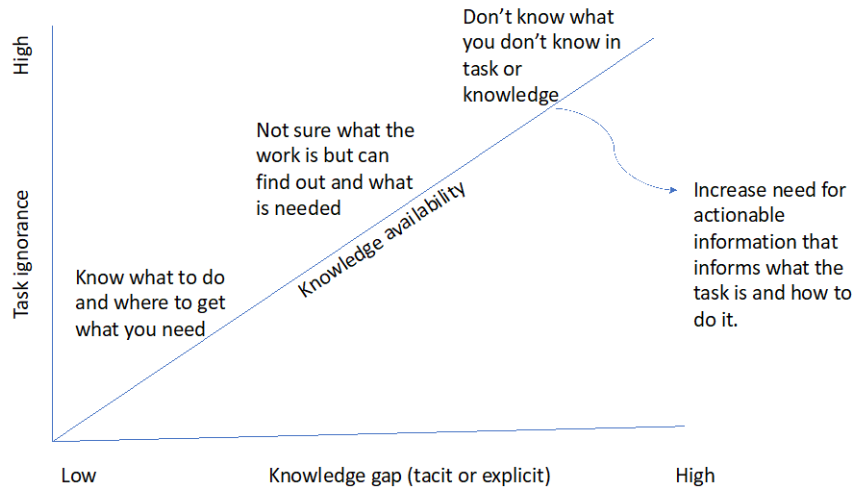 High
Task ignorance
Don’t know what
you don’t know in
task or
knowledge
Not sure what the
work is but can
find out and what
is needed
Know what to do
and where to get
what you need
Knowledge availability
Increase need for
actionable
information that
informs what the
task is and how to
do it.
Low
Knowledge gap (tacit or explicit)
High